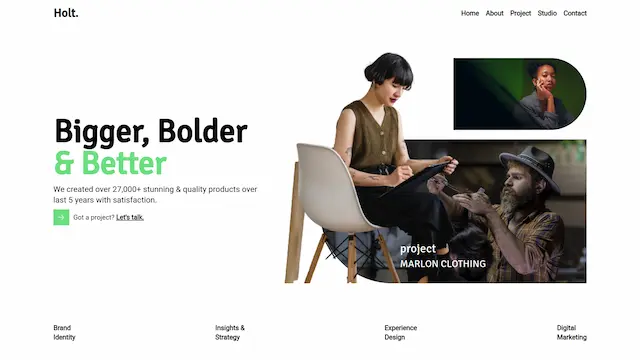 Holt.
Home About Project Studio Contact
Bigger, Bolder
& Better
We created over 27,000+ stunning & quality products over
last 5 years with satisfaction.
Got a project? Let's talk.
project
MARLON CLOTHING
Brand
Identity
Insights &
Strategy
Experience
Design
Digital
Marketing